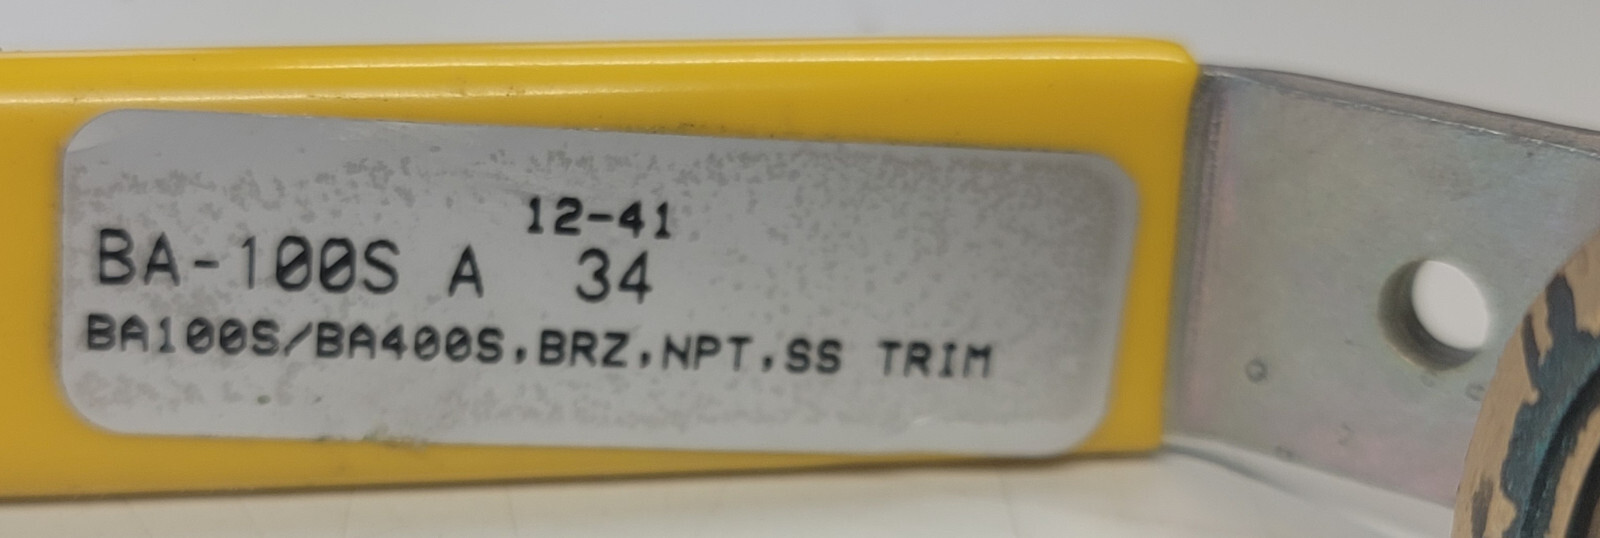 12-41
BA-100S A 34
BA100S/BA400S,BRZ,NPT,SS TRIM